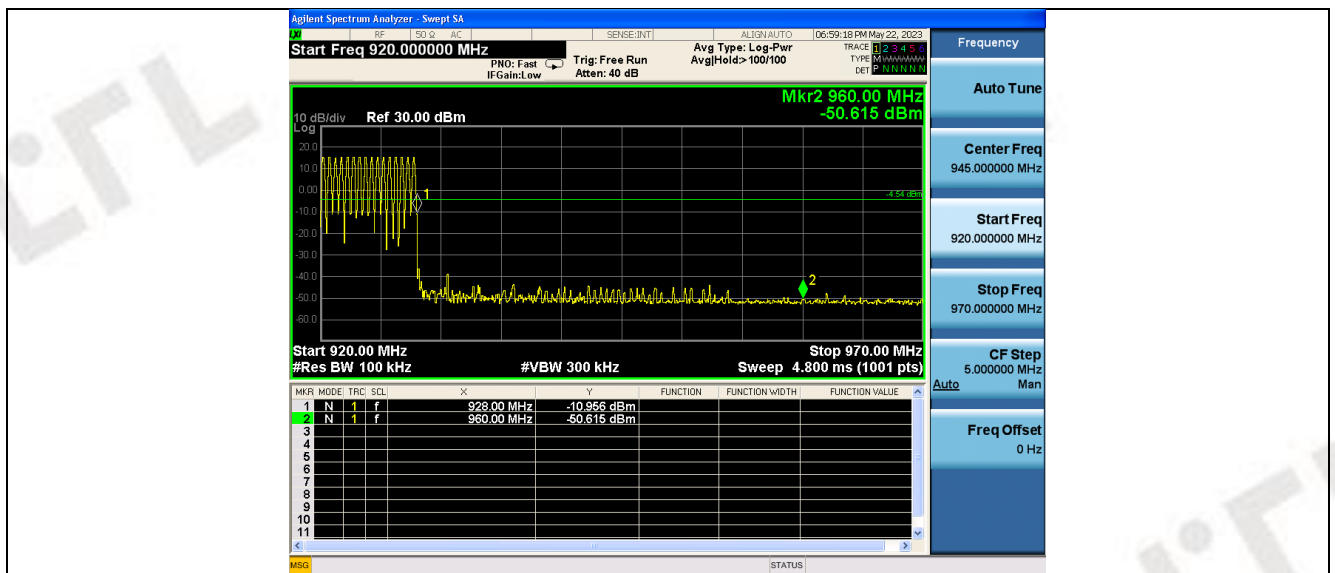 Agilent Spectrum Analyzer - Swept SA
LXI RF 50 Ω AC SENSE:INT ALIGN AUTO 06:59:18 PM May 22, 2023
Start Freq 920.000000 MHz
PNO: Fast
IFGain:Low
Trig: Free Run
Atten: 40 dB
Avg Type: Log-Pwr
Avg|Hold:>100/100
TRACE 1 2 3 4 5 6
TYPE M
DET P N N N N N
Mkr2 960.00 MHz
-50.615 dBm
10 dB/div Ref 30.00 dBm
Log
20.0
10.0
0.00
-10.0
-20.0
-30.0
-40.0
-50.0
-60.0
1
-4.54 dBm
2
Start 920.00 MHz Stop 970.00 MHz
#Res BW 100 kHz #VBW 300 kHz Sweep 4.800 ms (1001 pts)
MKR MODE TRC SCL X Y FUNCTION FUNCTION WIDTH FUNCTION VALUE
1 N 1 f 928.00 MHz -10.956 dBm
2 N 1 f 960.00 MHz -50.615 dBm
3
4
5
6
7
8
9
10
11
MSG STATUS
Frequency
Auto Tune
Center Freq
945.000000 MHz
Start Freq
920.000000 MHz
Stop Freq
970.000000 MHz
CF Step
5.000000 MHz
Auto Man
Freq Offset
0 Hz